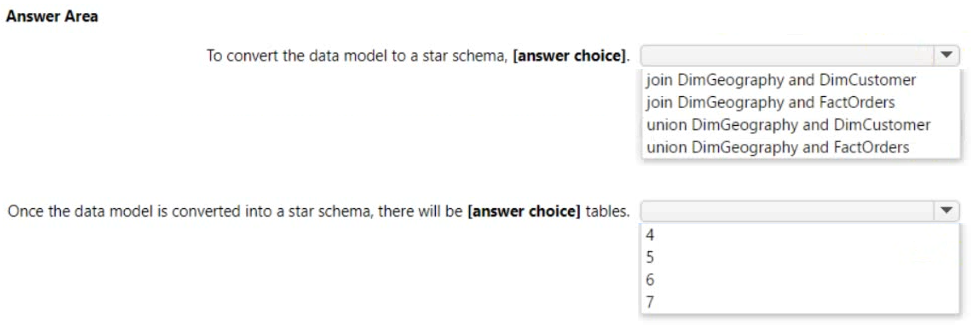 Answer Area
To convert the data model to a star schema, [answer choice].
join DimGeography and DimCustomer
join DimGeography and FactOrders
union DimGeography and DimCustomer
union DimGeography and FactOrders
Once the data model is converted into a star schema, there will be [answer choice] tables.
4
5
6
7